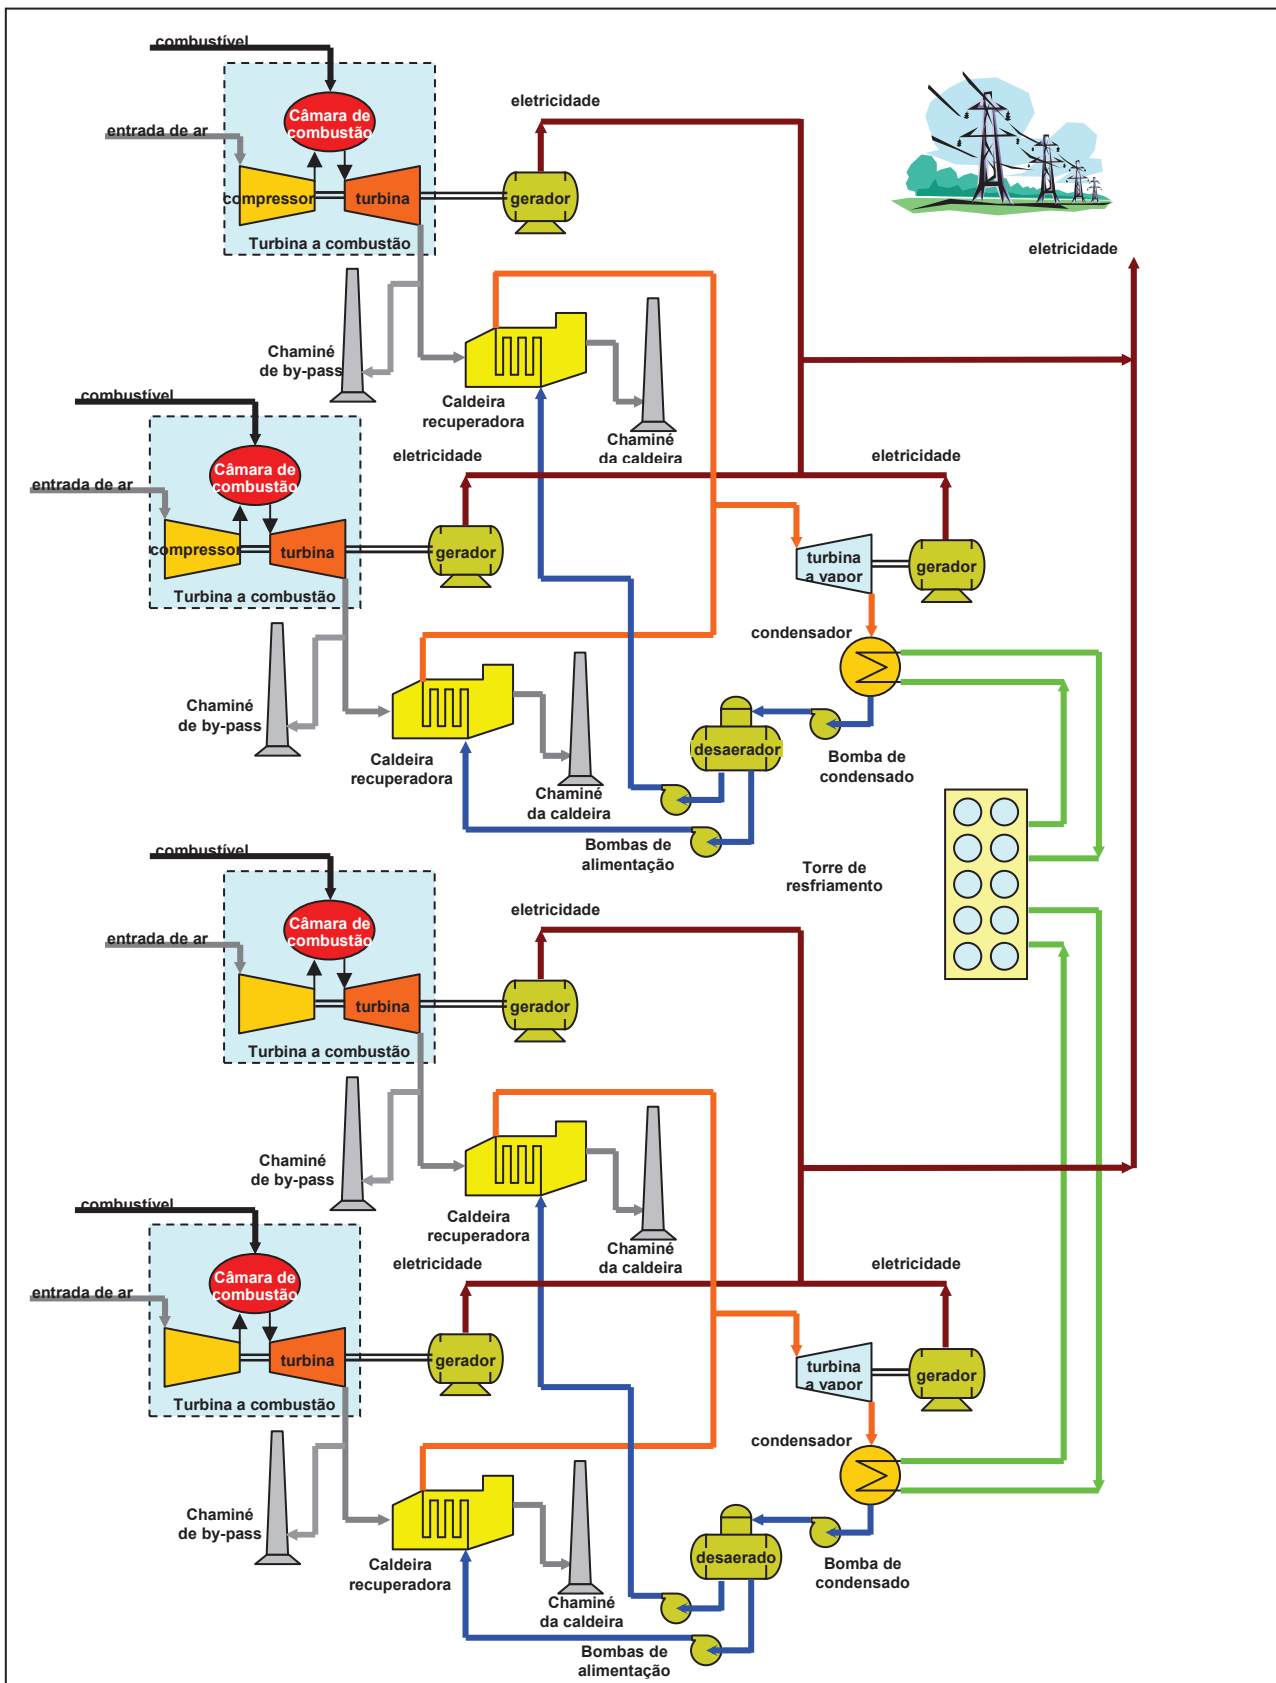 combustível
Câmara de
combustão
entrada de ar
compressor
turbina
Turbina a combustão
eletricidade
gerador
eletricidade
Chaminé
de by-pass
Caldeira
recuperadora
Chaminé
da caldeira
combustível
Câmara de
combustão
entrada de ar
compressor
turbina
Turbina a combustão
eletricidade
gerador
eletricidade
turbina
a vapor
gerador
condensador
Chaminé
de by-pass
Caldeira
recuperadora
Chaminé
da caldeira
desaerador
Bomba de
condensado
Bombas de
alimentação
Torre de
resfriamento
combustível
Câmara de
combustão
entrada de ar
turbina
Turbina a combustão
eletricidade
gerador
Chaminé
de by-pass
Caldeira
recuperadora
Chaminé
da caldeira
combustível
Câmara de
combustão
entrada de ar
turbina
Turbina a combustão
eletricidade
gerador
eletricidade
turbina
a vapor
gerador
condensador
Chaminé
de by-pass
Caldeira
recuperadora
Chaminé
da caldeira
desaerado
Bomba de
condensado
Bombas de
alimentação